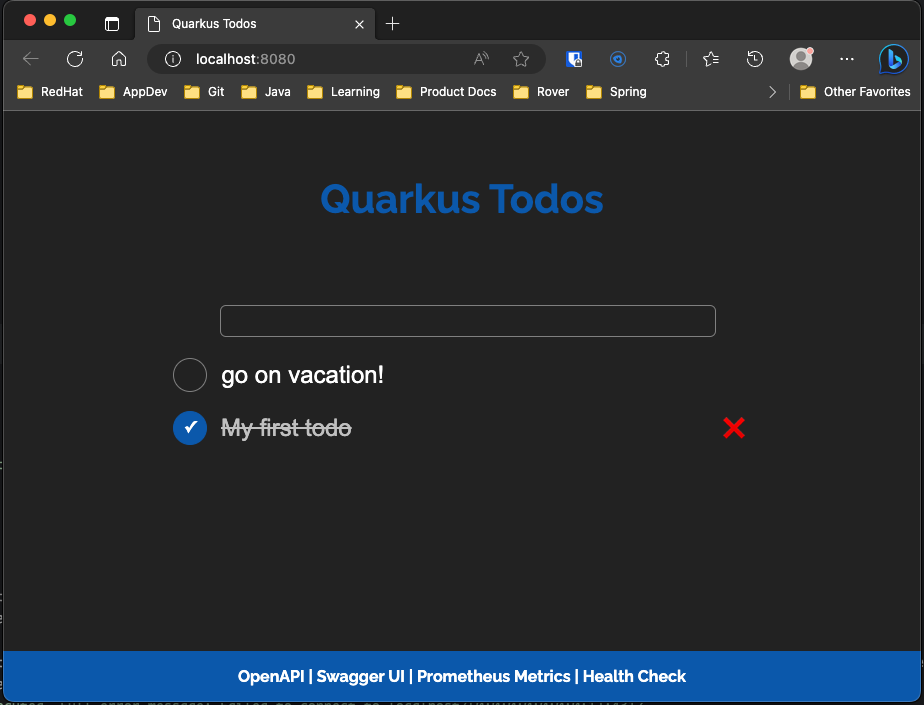 Quarkus Todos
localhost:8080
RedHat AppDev Git Java Learning Product Docs Rover Spring Other Favorites
Quarkus Todos
go on vacation!
My first todo
OpenAPI | Swagger UI | Prometheus Metrics | Health Check